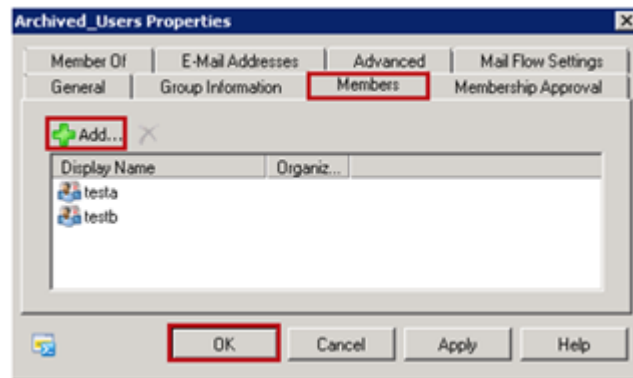 Archived_Users Properties
Member Of E-Mail Addresses Advanced Mail Flow Settings
General Group Information Members Membership Approval
Add...
Display Name Organiz...
testa
testb
OK Cancel Apply Help